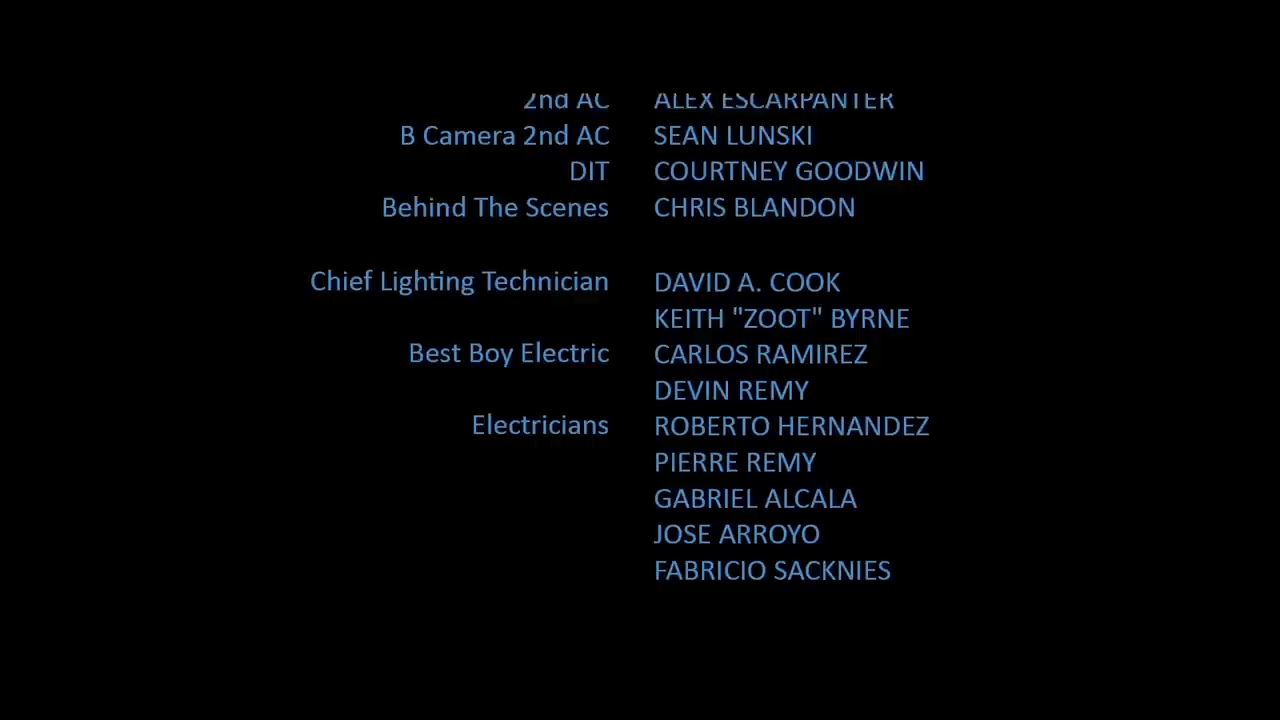 2nd AC ALEX ESCARPANTER
B Camera 2nd AC SEAN LUNSKI
DIT COURTNEY GOODWIN
Behind The Scenes CHRIS BLANDON
Chief Lighting Technician DAVID A. COOK
KEITH "ZOOT" BYRNE
Best Boy Electric CARLOS RAMIREZ
DEVIN REMY
Electricians ROBERTO HERNANDEZ
PIERRE REMY
GABRIEL ALCALA
JOSE ARROYO
FABRICIO SACKNIES